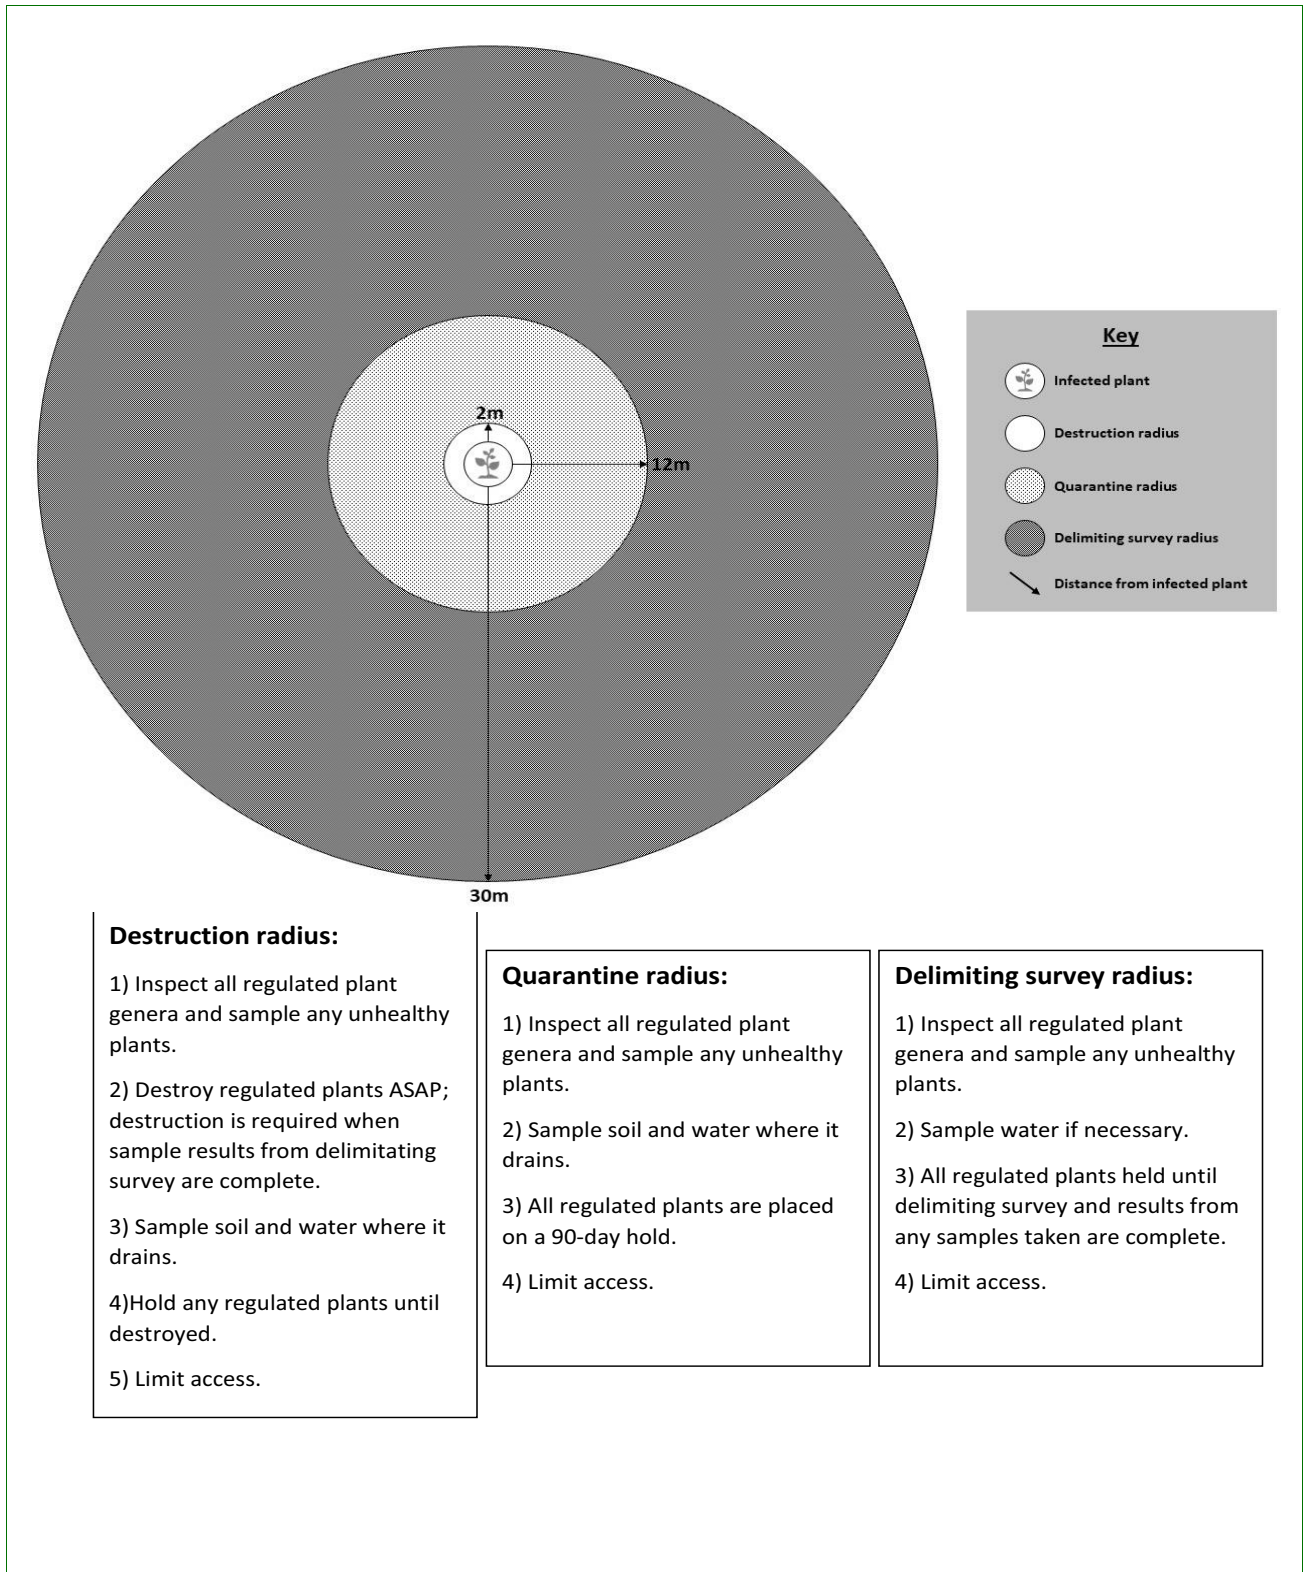 2m
12m
30m
Key
Infected plant
Destruction radius
Quarantine radius
Delimiting survey radius
Distance from infected plant
Destruction radius:
1) Inspect all regulated plant
genera and sample any unhealthy
plants.
2) Destroy regulated plants ASAP;
destruction is required when
sample results from delimitating
survey are complete.
3) Sample soil and water where it
drains.
4)Hold any regulated plants until
destroyed.
5) Limit access.
Quarantine radius:
1) Inspect all regulated plant
genera and sample any unhealthy
plants.
2) Sample soil and water where it
drains.
3) All regulated plants are placed
on a 90-day hold.
4) Limit access.
Delimiting survey radius:
1) Inspect all regulated plant
genera and sample any unhealthy
plants.
2) Sample water if necessary.
3) All regulated plants held until
delimiting survey and results from
any samples taken are complete.
4) Limit access.